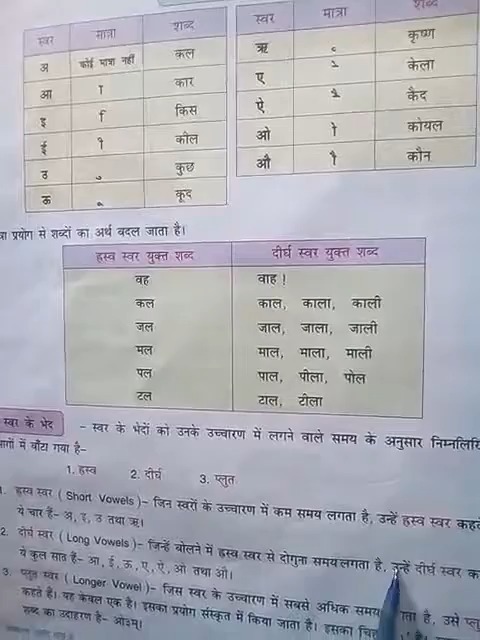 स्वर मात्रा शब्द
अ कोई मात्रा नहीं कल
आ ा कार
इ ि किस
ई ी कील
उ ु कुछ
ऊ ू कूद
स्वर मात्रा शब्द
ऋ ृ कृष्ण
ए े केला
ऐ ै कैद
ओ ो कोयल
औ ौ कौन
प्रयोग से शब्दों का अर्थ बदल जाता है।
ह्रस्व स्वर युक्त शब्द दीर्घ स्वर युक्त शब्द
वह वाह !
कल काल, काला, काली
जल जाल, जाला, जाली
मल माल, माला, माली
पल पाल, पीला, पोल
टल टाल, टीला
स्वर के भेद – स्वर के भेदों को उनके उच्चारण में लगने वाले समय के अनुसार
में बाँटा गया है–
1. ह्रस्व 2. दीर्घ 3. प्लुत
1. ह्रस्व स्वर ( Short Vowels )– जिन स्वरों के उच्चारण में कम समय लगता है, उन्हें ह्रस्व स्वर
ये चार हैं– अ, इ, उ तथा ऋ।
2. दीर्घ स्वर ( Long Vowels )– जिन्हें बोलने में ह्रस्व स्वर से दोगुना समय लगता है, उन्हें दीर्घ स्वर
ये कुल सात हैं– आ, ई, ऊ, ए, ऐ, ओ तथा औ।
3. प्लुत स्वर ( Longer Vowel )– जिस स्वर के उच्चारण में सबसे अधिक समय है, उसे
कहते है। यह केवल एक है। इसका प्रयोग संस्कृत में किया जाता है। इसका
शब्द का उदाहरण है– ओ३म्।